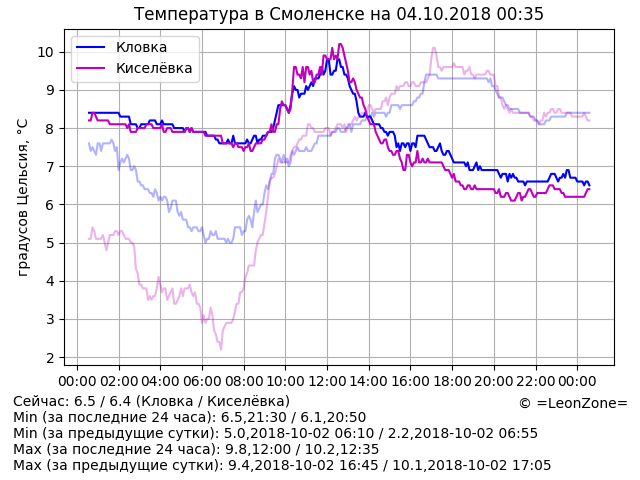 Температура в Смоленске на 04.10.2018 00:35
Кловка
Киселёвка
градусов Цельсия, °C
10
9
8
7
6
5
4
3
2
00:00 02:00 04:00 06:00 08:00 10:00 12:00 14:00 16:00 18:00 20:00 22:00 00:00
Сейчас: 6.5 / 6.4 (Кловка / Киселёвка)
© =LeonZone=
Min (за последние 24 часа): 6.5,21:30 / 6.1,20:50
Min (за предыдущие сутки): 5.0,2018-10-02 06:10 / 2.2,2018-10-02 06:55
Max (за последние 24 часа): 9.8,12:00 / 10.2,12:35
Max (за предыдущие сутки): 9.4,2018-10-02 16:45 / 10.1,2018-10-02 17:05